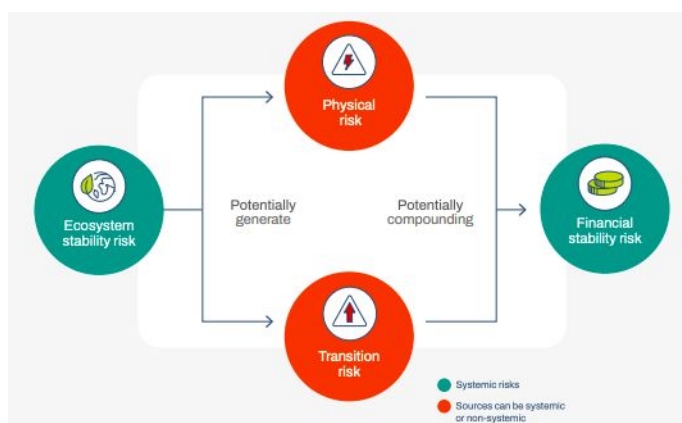 Physical
risk
Ecosystem
stability risk
Potentially
generate
Potentially
compounding
Financial
stability risk
Transition
risk
Systemic risks
Sources can be systemic
or non-systemic